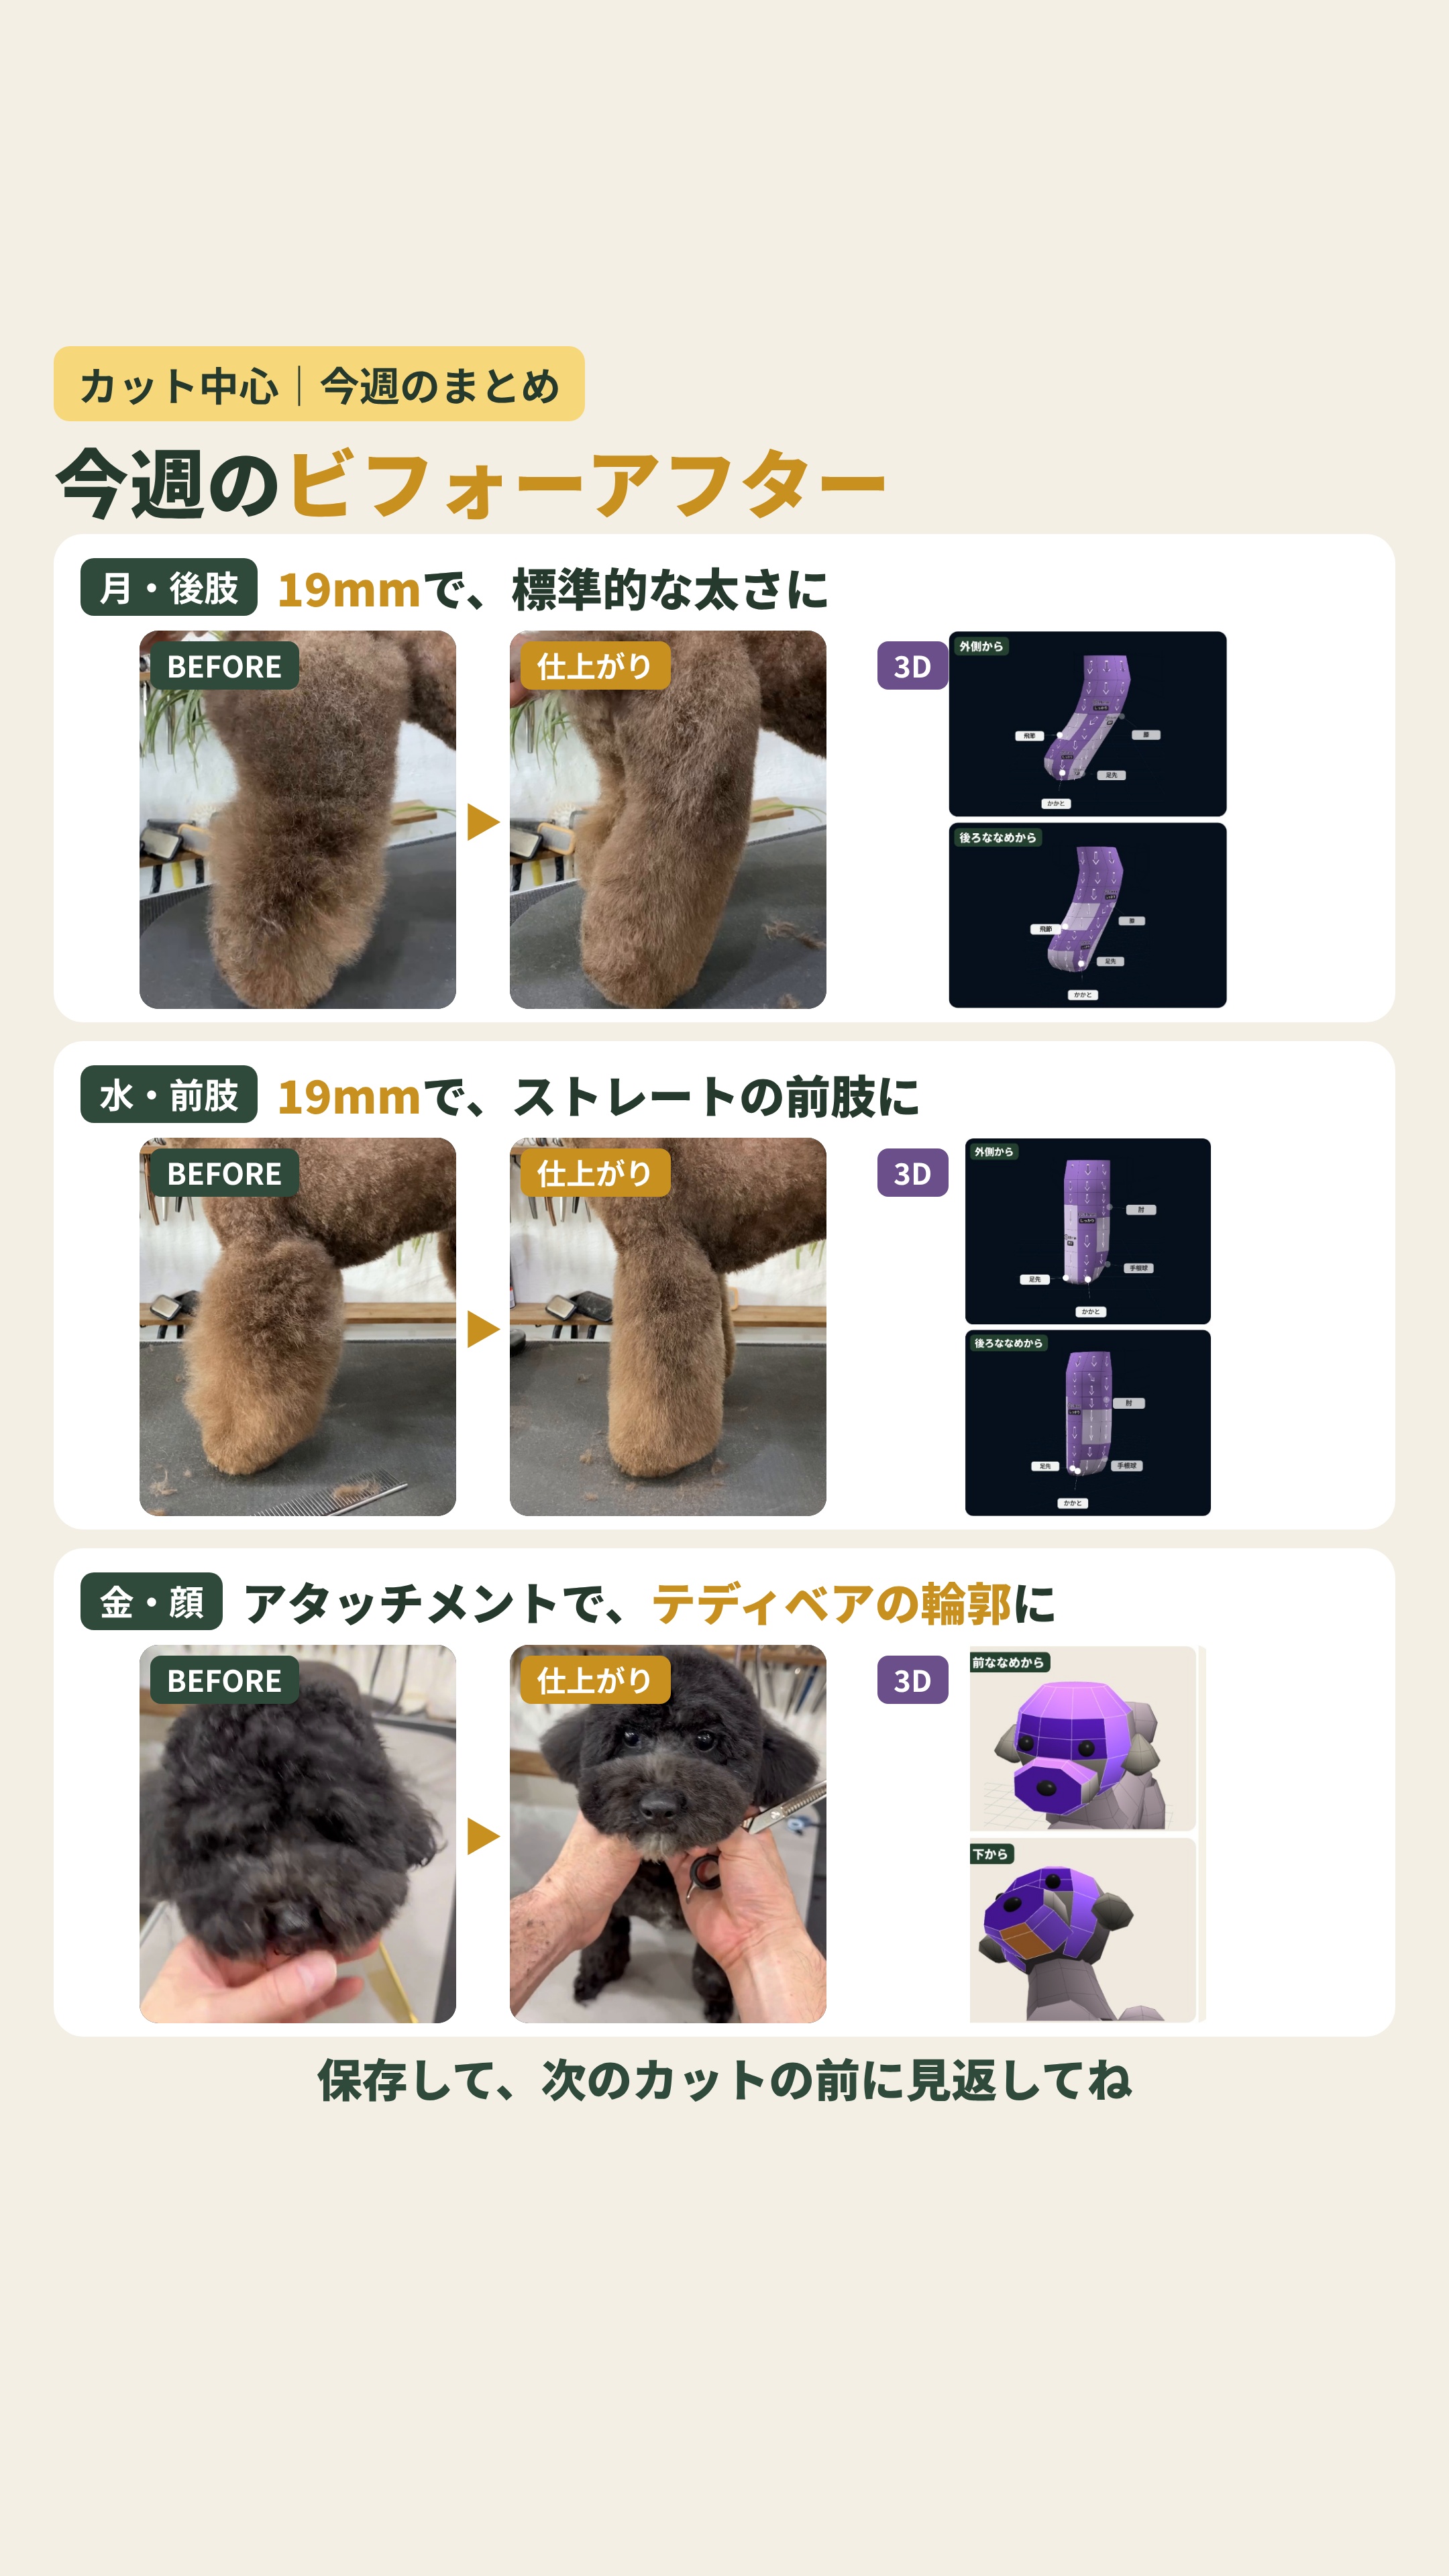 カット中心｜今週のまとめ
今週のビフォーアフター
月・後肢 19mmで、標準的な太さに
BEFORE
仕上がり
3D
外側から
飛節
膝
足先
かかと
後ろななめから
飛節
膝
足先
かかと
水・前肢 19mmで、ストレートの前肢に
BEFORE
仕上がり
3D
外側から
肘
足先
手根球
かかと
後ろななめから
肘
足先
手根球
かかと
金・顔 アタッチメントで、テディベアの輪郭に
BEFORE
仕上がり
3D
前ななめから
下から
保存して、次のカットの前に見返してね